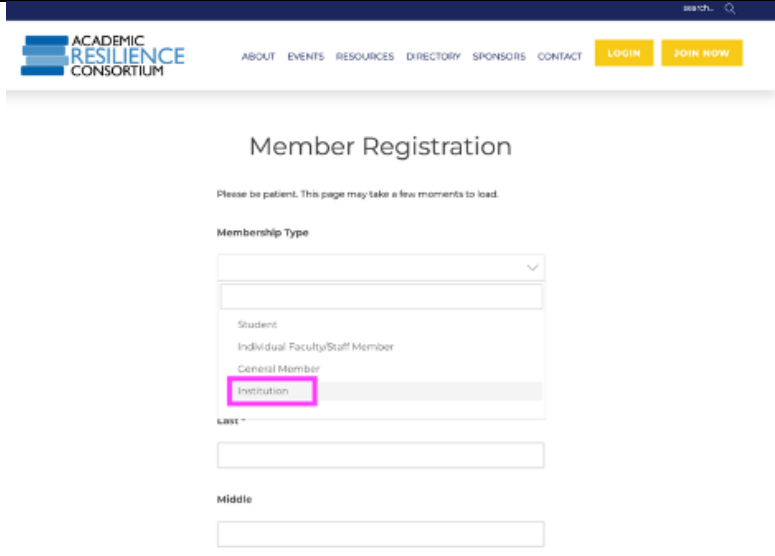 search...
ACADEMIC
RESILIENCE
CONSORTIUM
ABOUT EVENTS RESOURCES DIRECTORY SPONSORS CONTACT LOGIN JOIN NOW
Member Registration
Please be patient. This page may take a few moments to load.
Membership Type
Student
Individual Faculty/Staff Member
General Member
Institution
Last *
Middle